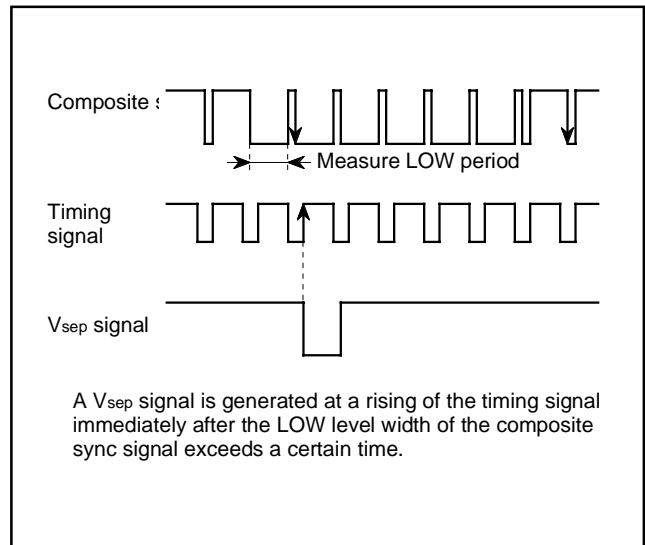 Composite
Measure LOW period
Timing
signal
Vsep signal
A Vsep signal is generated at a rising of the timing signal
immediately after the LOW level width of the composite
sync signal exceeds a certain time.